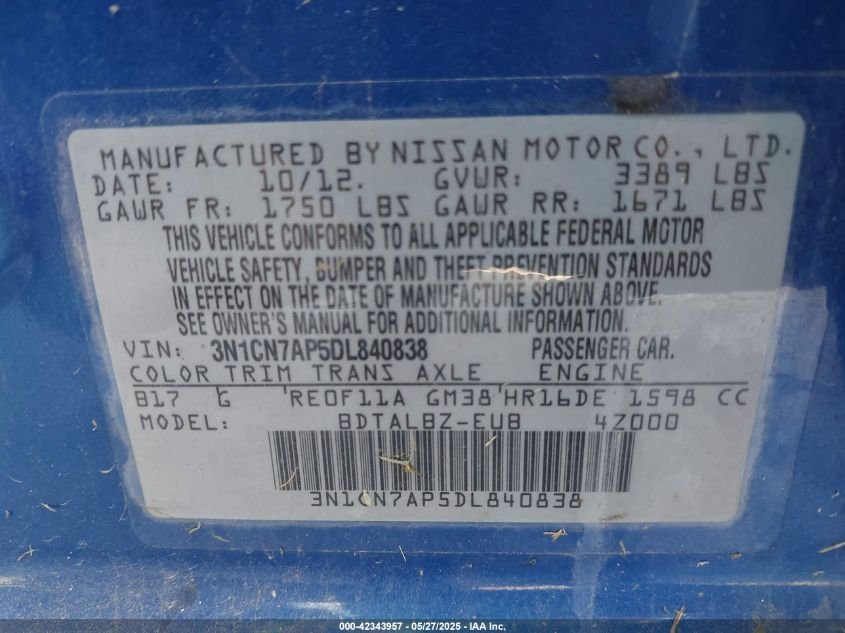 MANUFACTURED BY NISSAN MOTOR CO., LTD.
DATE: 10/12. GVWR: 3389 LBS
GAWR FR: 1750 LBS GAWR RR: 1671 LBS
THIS VEHICLE CONFORMS TO ALL APPLICABLE FEDERAL MOTOR
VEHICLE SAFETY, BUMPER AND THEFT PREVENTION STANDARDS
IN EFFECT ON THE DATE OF MANUFACTURE SHOWN ABOVE.
SEE OWNER'S MANUAL FOR ADDITIONAL INFORMATION.
VIN: 3N1CN7AP5DL840838 PASSENGER CAR.
COLOR TRIM TRANS AXLE ENGINE
B17 G RE0F11A GM38 HR16DE 1598 CC
MODEL: BDTALBZ-EUB 4Z000
3N1CN7AP5DL840838
000-42343957 - 05/27/2025 - IAA Inc.